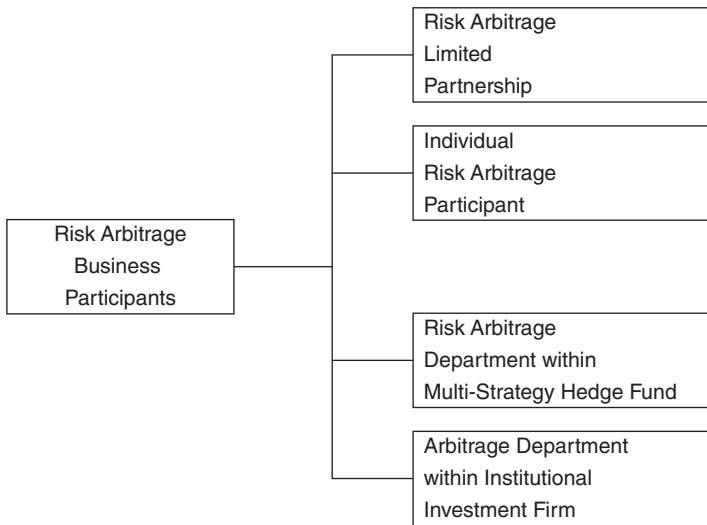 Risk Arbitrage
Limited
Partnership
Individual
Risk Arbitrage
Participant
Risk Arbitrage
Business
Participants
Risk Arbitrage
Department within
Multi-Strategy Hedge Fund
Arbitrage Department
within Institutional
Investment Firm